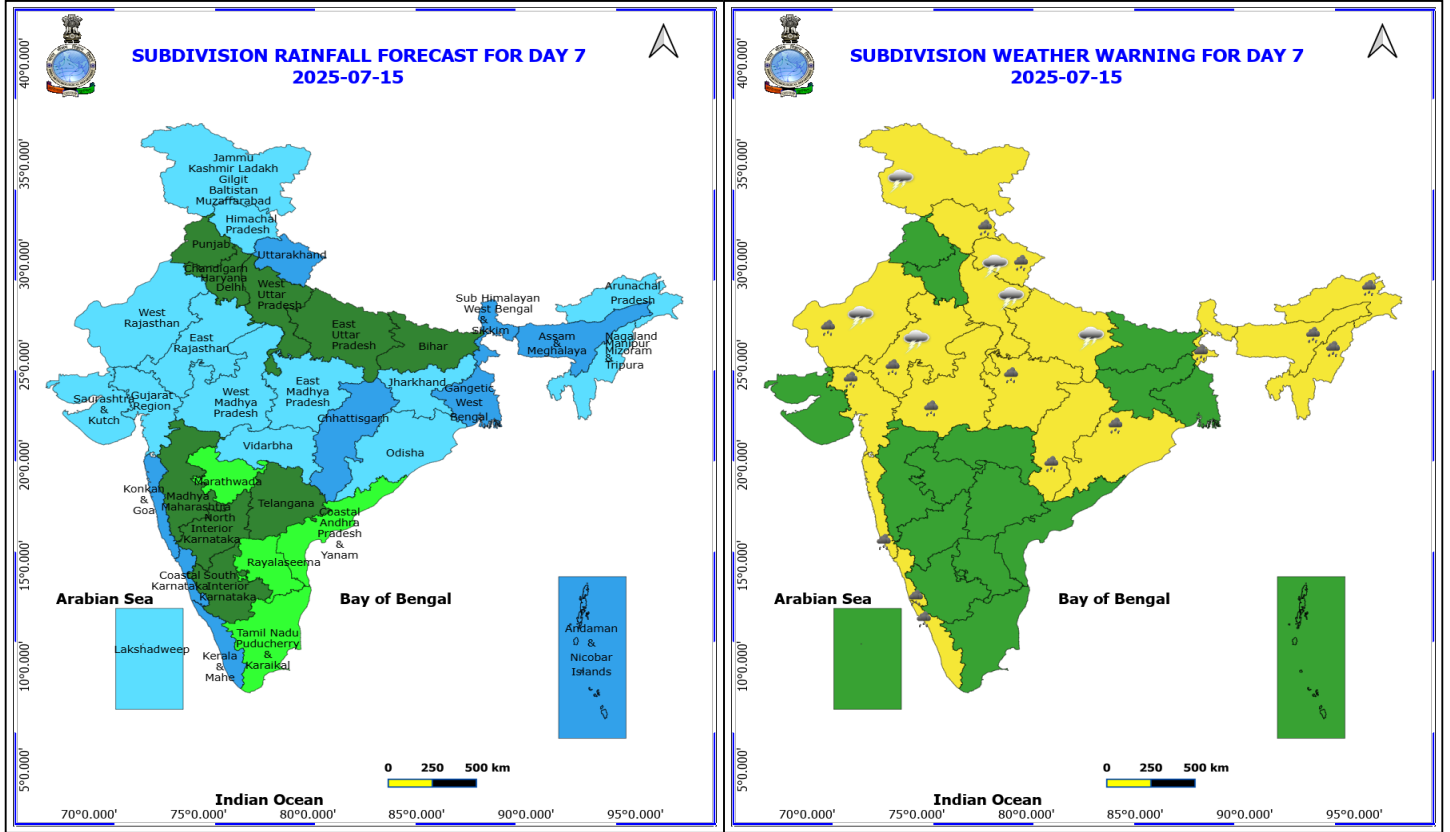 SUBDIVISION RAINFALL FORECAST FOR DAY 7
2025-07-15
40°0.000'
35°0.000'
30°0.000'
25°0.000'
20°0.000'
15°0.000'
10°0.000'
5°0.000'
Jammu
Kashmir Ladakh
Gilgit
Baltistan
Muzaffarabad
Himachal
Pradesh
Punjab
Uttarakhand
Chandigarh
Haryana
Delhi
West
Uttar
Pradesh
Arunachal
Pradesh
Sub Himalayan
West Bengal
&
Sikkim
West
Rajasthan
East
Rajasthan
East
Uttar
Pradesh
Bihar
Assam
&
Meghalaya
Nagaland
Manipur
Mizoram
&
Tripura
Saurashtra
&
Kutch
Gujarat
Region
West
Madhya
Pradesh
East
Madhya
Pradesh
Jharkhand
Gangetic
West
Bengal
Chhattisgarh
Vidarbha
Odisha
Konkan
&
Goa
Marathwada
Madhya
Maharashtra
Telangana
North
Interior
Karnataka
Coastal
Andhra
Pradesh
&
Yanam
Rayalaseema
Coastal
Karnataka
South
Interior
Karnataka
Arabian Sea
Bay of Bengal
Lakshadweep
Kerala
&
Mahe
Tamil Nadu
Puducherry
&
Karaikal
Andaman
&
Nicobar
Islands
0 250 500 km
Indian Ocean
70°0.000' 75°0.000' 80°0.000' 85°0.000' 90°0.000' 95°0.000'
SUBDIVISION WEATHER WARNING FOR DAY 7
2025-07-15
40°0.000'
35°0.000'
30°0.000'
25°0.000'
20°0.000'
15°0.000'
10°0.000'
5°0.000'
Arabian Sea
Bay of Bengal
0 250 500 km
Indian Ocean
70°0.000' 75°0.000' 80°0.000' 85°0.000' 90°0.000' 95°0.000'